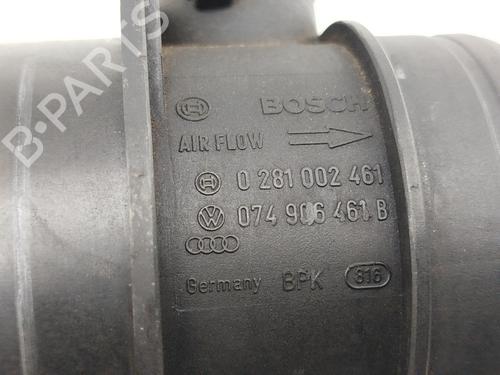 B-PARTS
BOSCH
AIR FLOW
0 281 002 461
074 906 461 B
Germany BPK 816